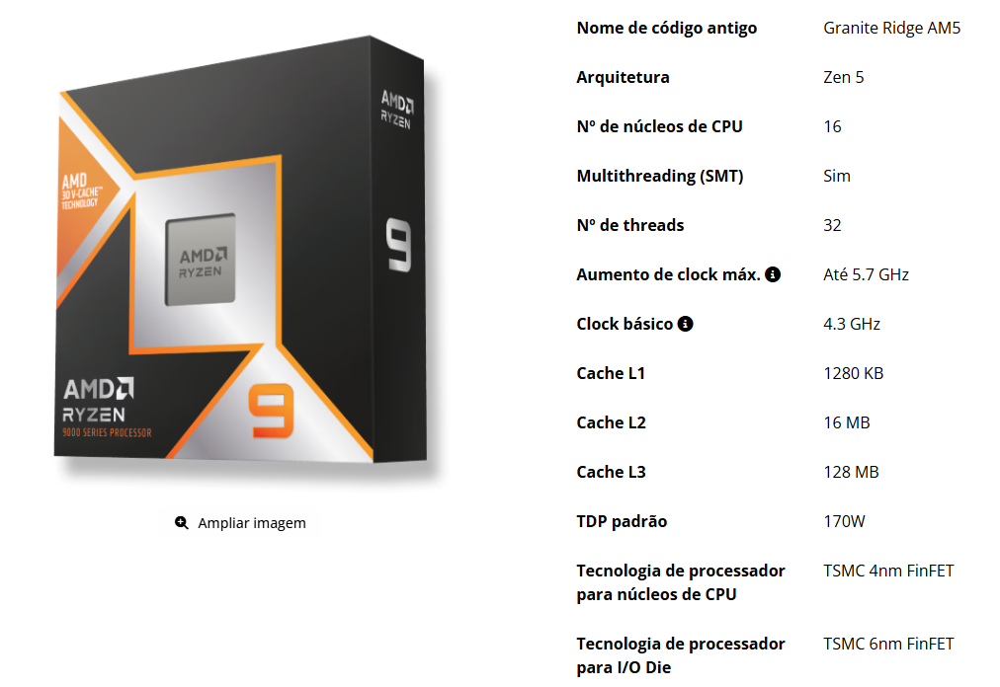 AMD
RYZEN
AMD
3D V-CACHE™
TECHNOLOGY
9
AMD
RYZEN
AMD
RYZEN
9000 SERIES PROCESSOR
9
Ampliar imagem
Nome de código antigo Granite Ridge AM5
Arquitetura Zen 5
Nº de núcleos de CPU 16
Multithreading (SMT) Sim
Nº de threads 32
Aumento de clock máx. Até 5.7 GHz
Clock básico 4.3 GHz
Cache L1 1280 KB
Cache L2 16 MB
Cache L3 128 MB
TDP padrão 170W
Tecnologia de processador TSMC 4nm FinFET
para núcleos de CPU
Tecnologia de processador TSMC 6nm FinFET
para I/O Die